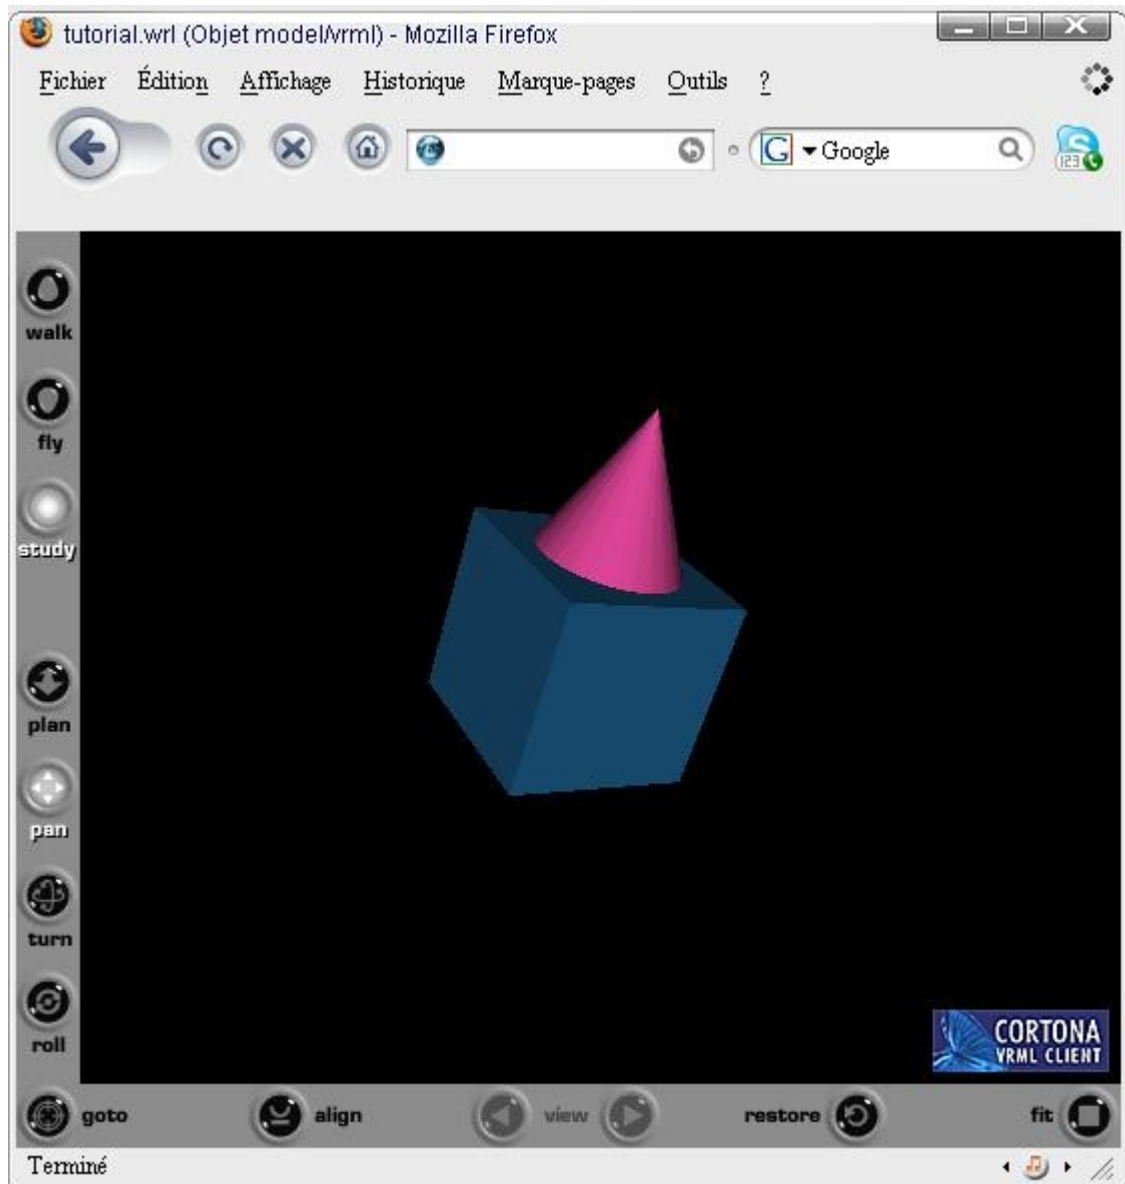 tutorial.wrl (Objet model/vrml) - Mozilla Firefox
Fichier Édition Affichage Historique Marque-pages Outils ?
G Google
123
walk
fly
study
plan
pan
turn
roll
CORTONA
VRML CLIENT
goto align view restore fit
Terminé